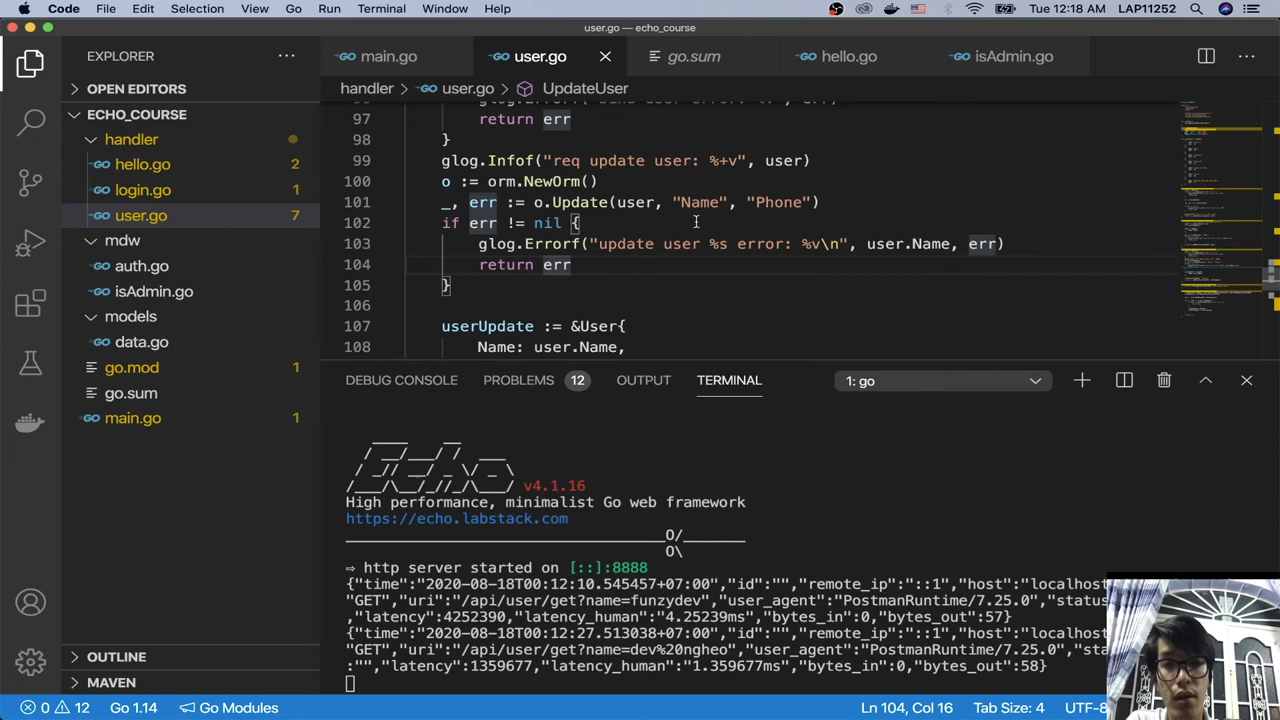 Code File Edit Selection View Go Run Terminal Window Help Tue 12:18 AM LAP11252
user.go — echo_course
EXPLORER
main.go user.go go.sum hello.go isAdmin.go
OPEN EDITORS
handler > user.go > UpdateUser
ECHO_COURSE
handler
hello.go 2
login.go 1
user.go 7
mdw
auth.go
isAdmin.go
models
data.go
go.mod 1
go.sum
main.go 1
OUTLINE
MAVEN
97 return err
98 }
99 glog.Infof("req update user: %+v", user)
100 o := orm.NewOrm()
101 _, err := o.Update(user, "Name", "Phone")
102 if err != nil {
103 glog.Errorf("update user %s error: %v\n", user.Name, err)
104 return err
105 }
106
107 userUpdate := &User{
108 Name: user.Name,
DEBUG CONSOLE PROBLEMS 12 OUTPUT TERMINAL 1: go
Echo
v4.1.16
High performance, minimalist Go web framework
https://echo.labstack.com
____________________________________O/_______
O\
⇨ http server started on [::]:8888
{"time":"2020-08-18T00:12:10.545457+07:00","id":"","remote_ip":"::1","host":"localhost
"GET","uri":"/api/user/get?name=funzydev","user_agent":"PostmanRuntime/7.25.0","status
,"latency":4252390,"latency_human":"4.25239ms","bytes_in":0,"bytes_out":57}
{"time":"2020-08-18T00:12:27.513038+07:00","id":"","remote_ip":"::1","host":"localhost
"GET","uri":"/api/user/get?name=dev%20ngheo","user_agent":"PostmanRuntime/7.25.0","sta
:"","latency":1359677,"latency_human":"1.359677ms","bytes_in":0,"bytes_out":58}
0 12 Go 1.14 Go Modules Ln 104, Col 16 Tab Size: 4 UTF-8